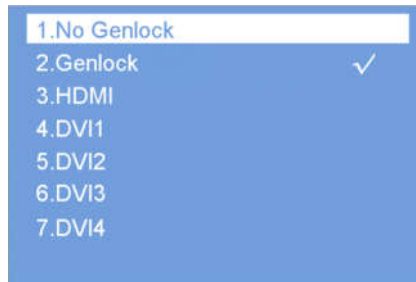 1.No Genlock
2.Genlock √
3.HDMI
4.DVI1
5.DVI2
6.DVI3
7.DVI4